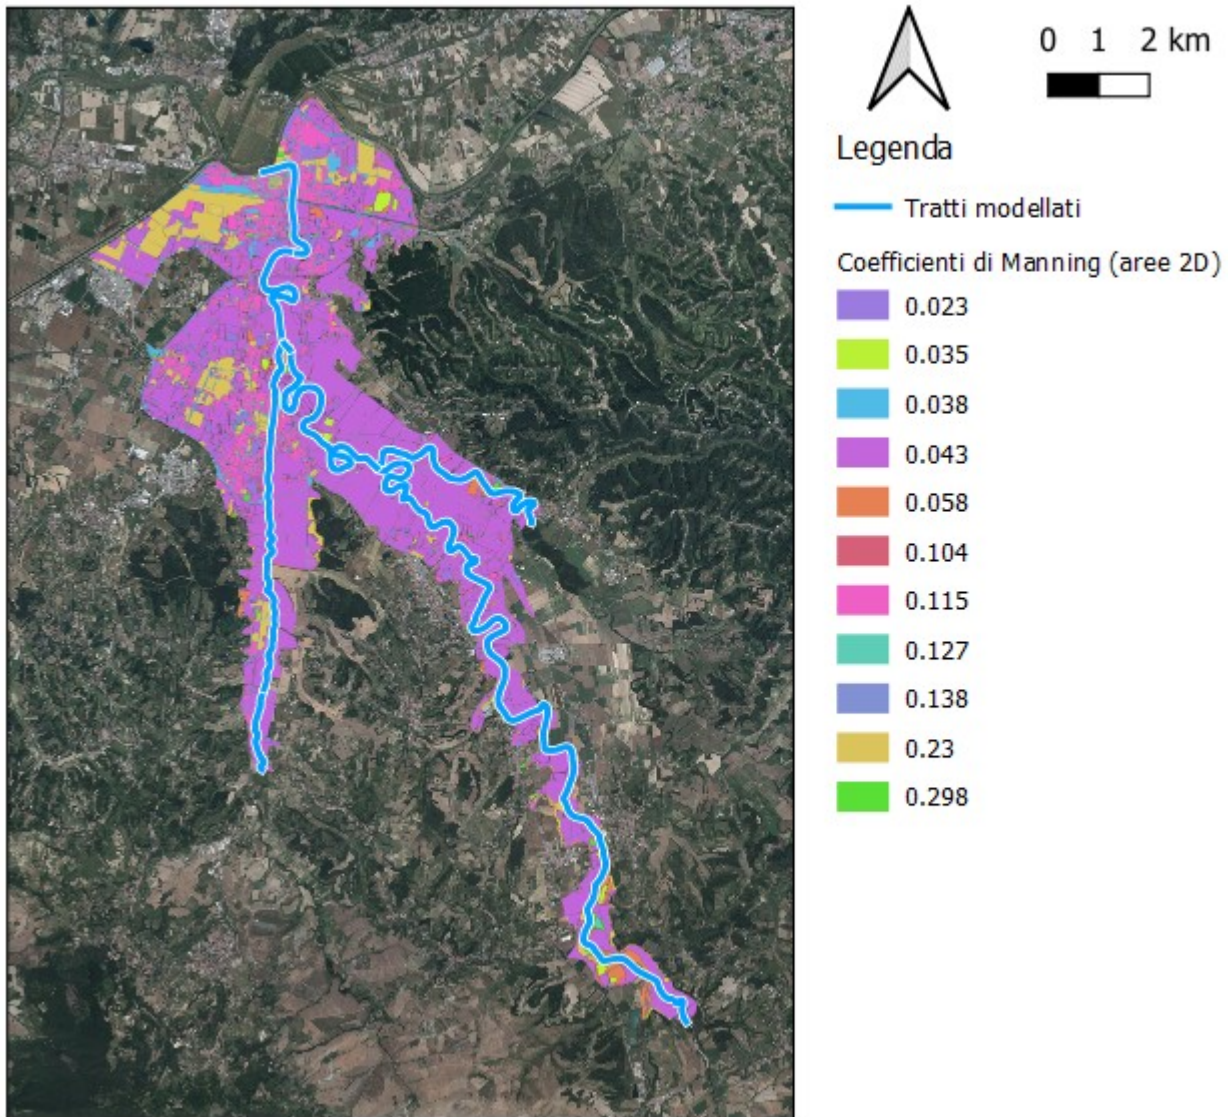 0 1 2 km
Legenda
Tratti modellati
Coefficienti di Manning (aree 2D)
0.023
0.035
0.038
0.043
0.058
0.104
0.115
0.127
0.138
0.23
0.298